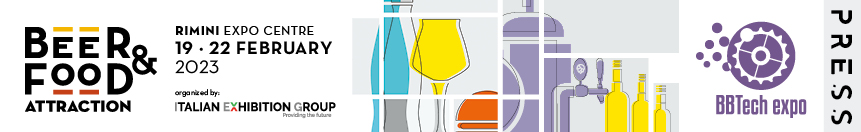 BEER&
FOOD
ATTRACTION
RIMINI EXPO CENTRE
19 · 22 FEBRUARY
2023
organized by:
ITALIAN EXHIBITION GROUP
Providing the future
BBTech expo
PRESS